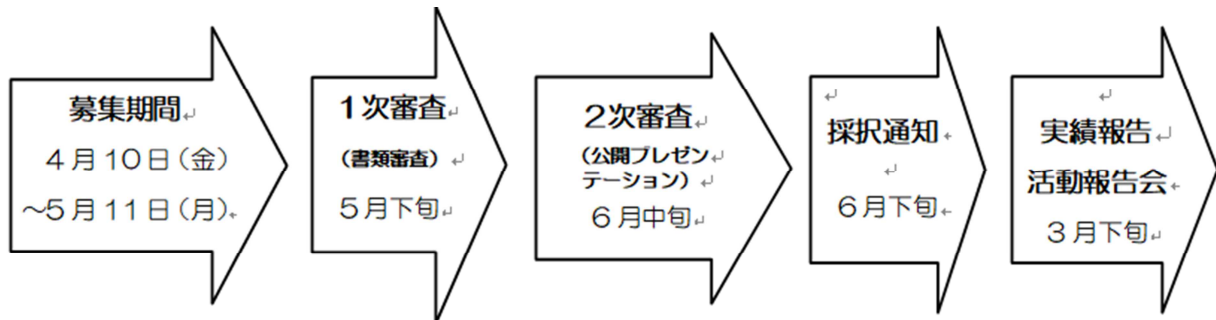 募集期間
4月10日(金)
～5月11日(月)
1次審査
(書類審査)
5月下旬
2次審査
(公開プレゼン
テーション)
6月中旬
採択通知
6月下旬
実績報告
活動報告会
3月下旬